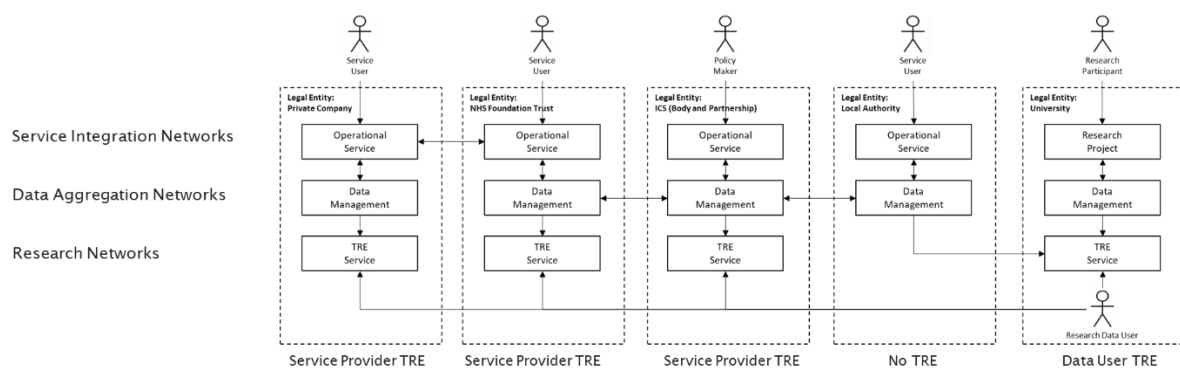 Service
User
Service
User
Policy
Maker
Service
User
Research
Participant
Legal Entity:
Private Company
Legal Entity:
NHS Foundation Trust
Legal Entity:
ICS (Body and Partnership)
Legal Entity:
Local Authority
Legal Entity:
University
Service Integration Networks
Operational
Service
Operational
Service
Operational
Service
Operational
Service
Research
Project
Data Aggregation Networks
Data
Management
Data
Management
Data
Management
Data
Management
Data
Management
Research Networks
TRE
Service
TRE
Service
TRE
Service
TRE
Service
Research Data User
Service Provider TRE
Service Provider TRE
Service Provider TRE
No TRE
Data User TRE